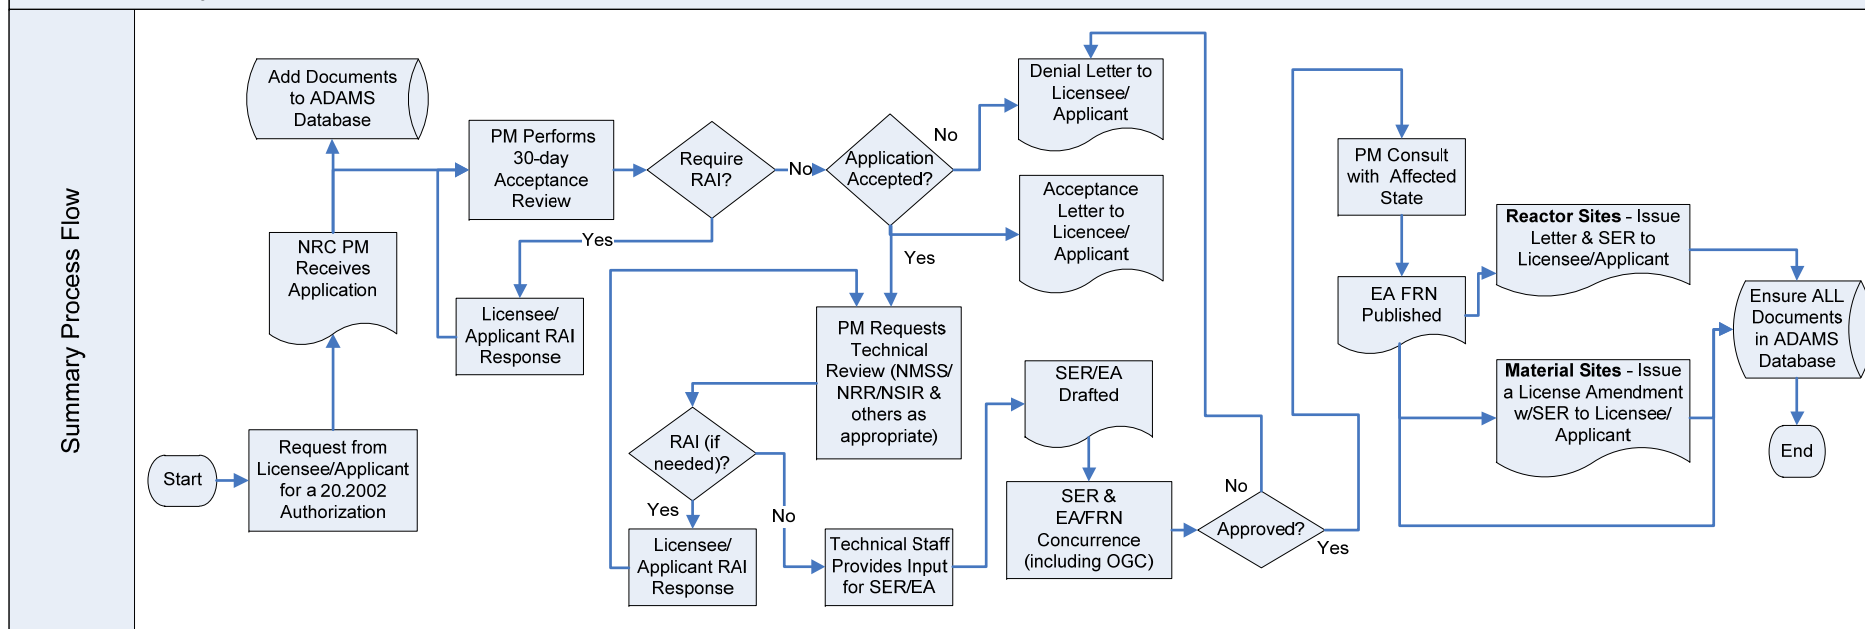 Summary Process Flow
Start
Request from
Licensee/Applicant
for a 20.2002
Authorization
NRC PM
Receives
Application
Add Documents
to ADAMS
Database
PM Performs
30-day
Acceptance
Review
Require
RAI?
Yes
No
Licensee/
Applicant RAI
Response
Application
Accepted?
No
Yes
Denial Letter to
Licensee/
Applicant
Acceptance
Letter to
Licencee/
Applicant
PM Requests
Technical
Review (NMSS/
NRR/NSIR &
others as
appropriate)
RAI (if
needed)?
Yes
No
Licensee/
Applicant RAI
Response
Technical Staff
Provides Input
for SER/EA
SER/EA
Drafted
SER &
EA/FRN
Concurrence
(including OGC)
Approved?
No
Yes
PM Consult
with Affected
State
EA FRN
Published
Reactor Sites - Issue
Letter & SER to
Licensee/Applicant
Material Sites - Issue
a License Amendment
w/SER to Licensee/
Applicant
Ensure ALL
Documents
in ADAMS
Database
End